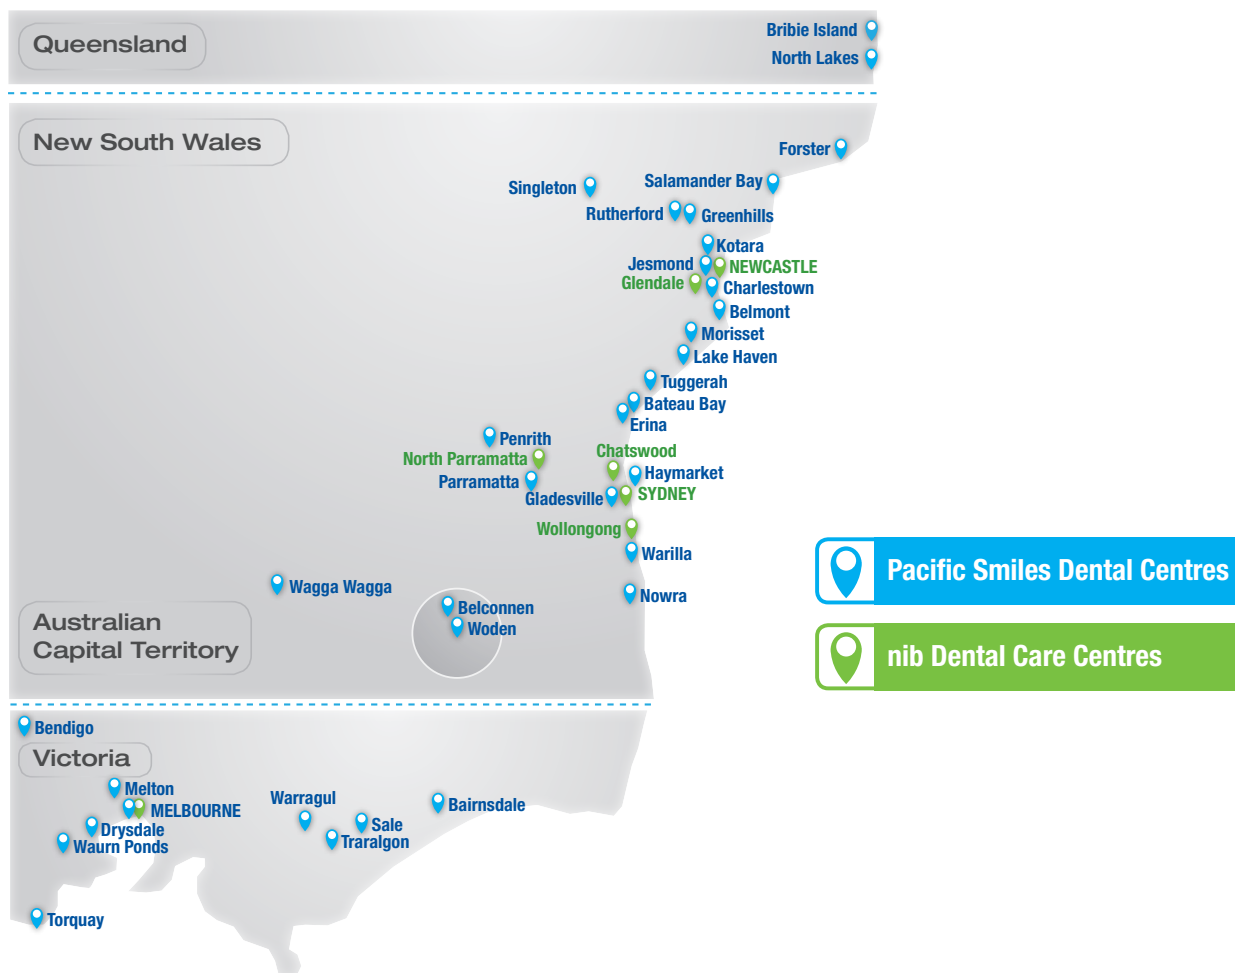 Queensland
Bribie Island
North Lakes
New South Wales
Forster
Singleton
Salamander Bay
Rutherford
Greenhills
Kotara
Jesmond
NEWCASTLE
Glendale
Charlestown
Belmont
Morisset
Lake Haven
Tuggerah
Bateau Bay
Erina
Penrith
Chatswood
North Parramatta
Haymarket
Parramatta
Gladesville
SYDNEY
Wollongong
Warilla
Pacific Smiles Dental Centres
Wagga Wagga
Nowra
Belconnen
Australian
Capital Territory
Woden
nib Dental Care Centres
Bendigo
Victoria
Melton
Warragul
Bairnsdale
MELBOURNE
Drysdale
Sale
Traralgon
Waurn Ponds
Torquay